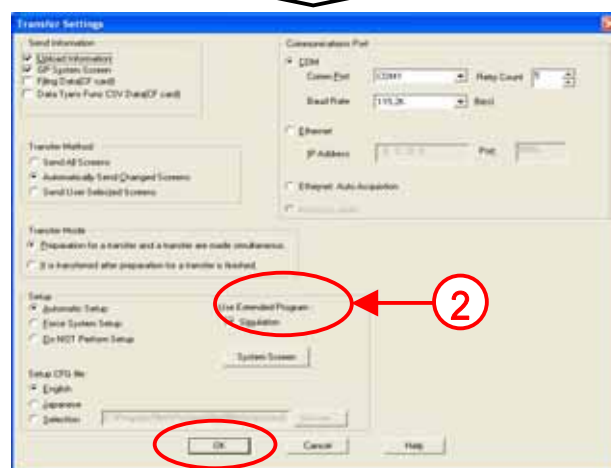 Transfer Settings
Send Information
Upload Information
GP System Screen
Filing Data(CF card)
Data Trans Func CSV Data(CF card)
Communications Port
COM
Comm Port COM1 Retry Count
Baud Rate 115.2K
Ethernet
IP Address Port
Ethernet: Auto Acquisition
Transfer Method
Send All Screens
Automatically Send Changed Screens
Send User Selected Screens
Transfer Mode
Preparation for a transfer and a transfer are made simultaneous.
It is transferred after preparation for a transfer is finished.
Setup
Automatic Setup
Force System Setup
Do NOT Perform Setup
Use Extended Program
Simulation
2
System Screen
Setup CFG file
English
Japanese
Selection
OK Cancel Help